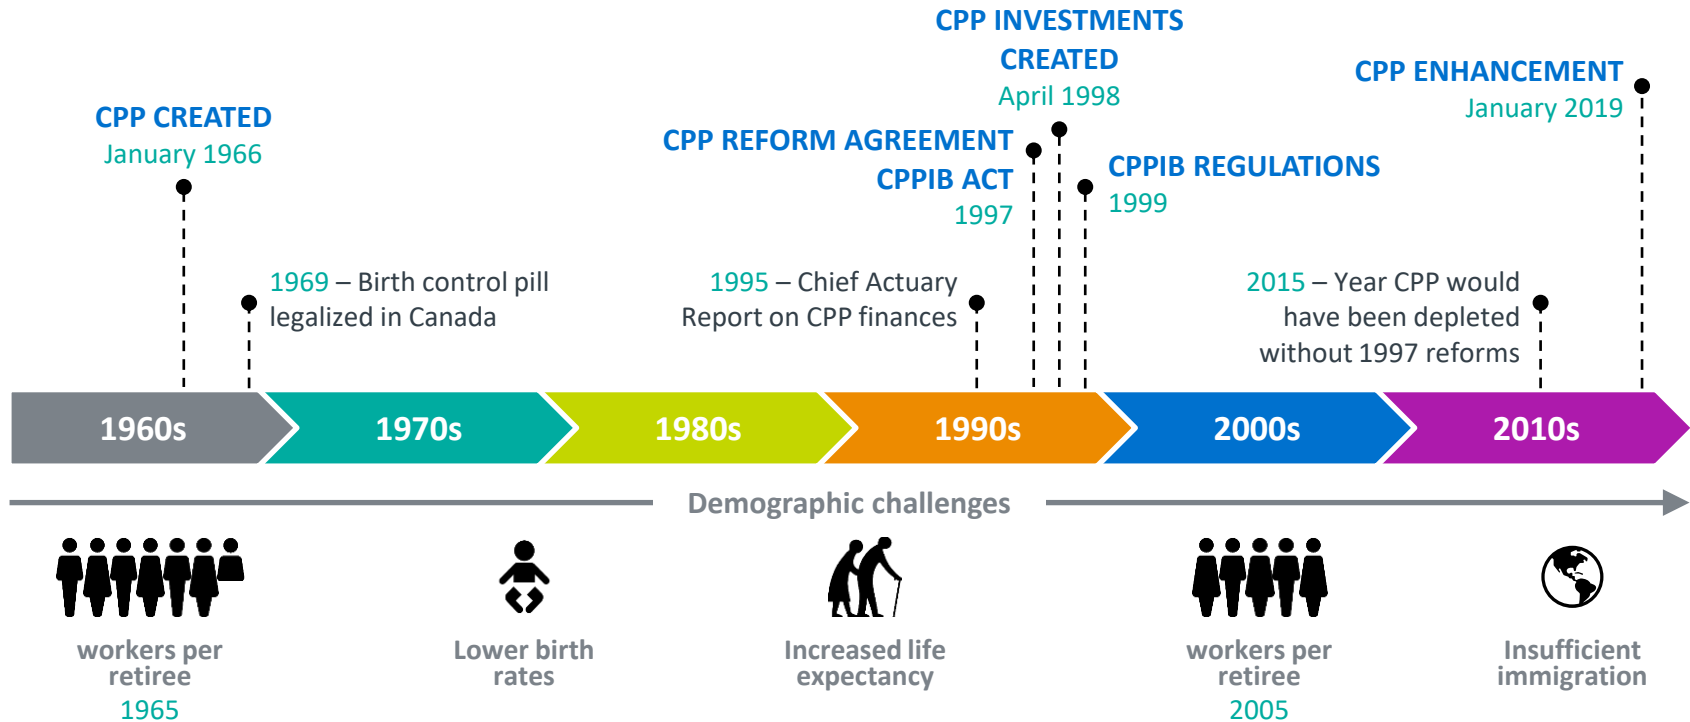 CPP INVESTMENTS
CREATED
April 1998
CPP ENHANCEMENT
January 2019
CPP CREATED
January 1966
CPP REFORM AGREEMENT
CPPIB ACT
1997
CPPIB REGULATIONS
1999
1969 – Birth control pill
legalized in Canada
1995 – Chief Actuary
Report on CPP finances
2015 – Year CPP would
have been depleted
without 1997 reforms
1960s
1970s
1980s
1990s
2000s
2010s
Demographic challenges
workers per
retiree
1965
Lower birth
rates
Increased life
expectancy
workers per
retiree
2005
Insufficient
immigration